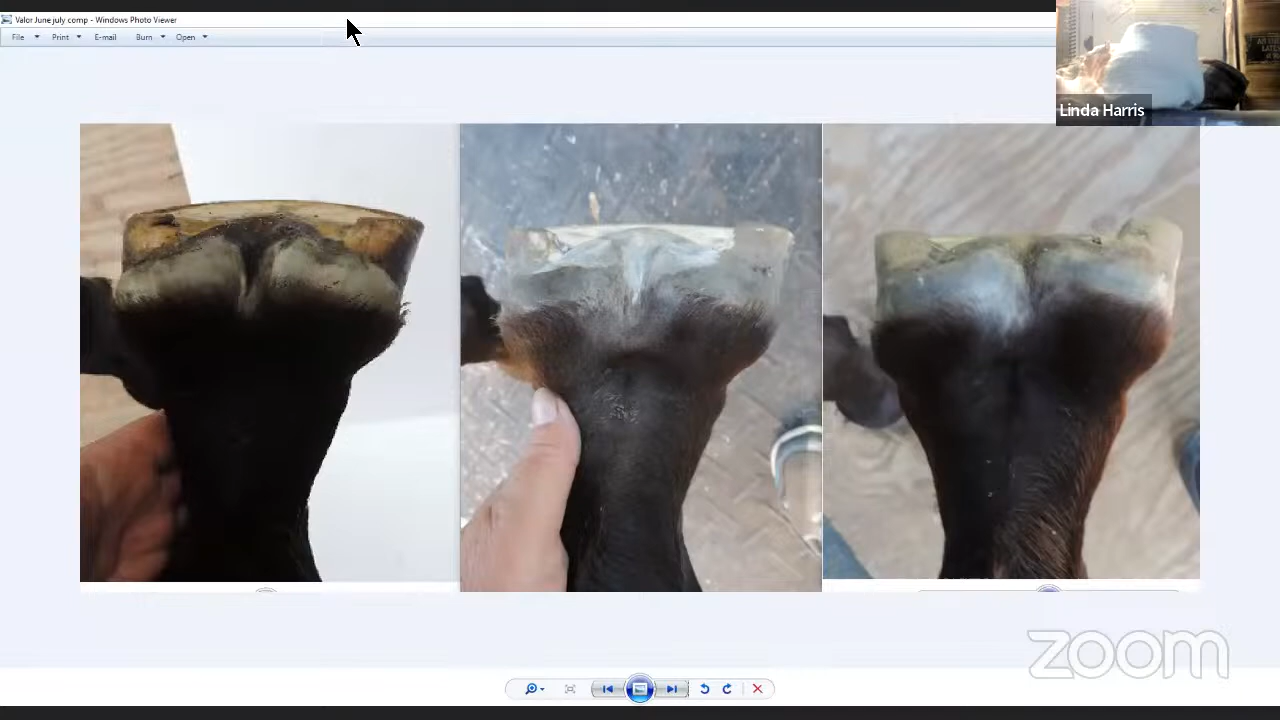 Valor June july comp - Windows Photo Viewer
File Print E-mail Burn Open
Linda Harris
zoom